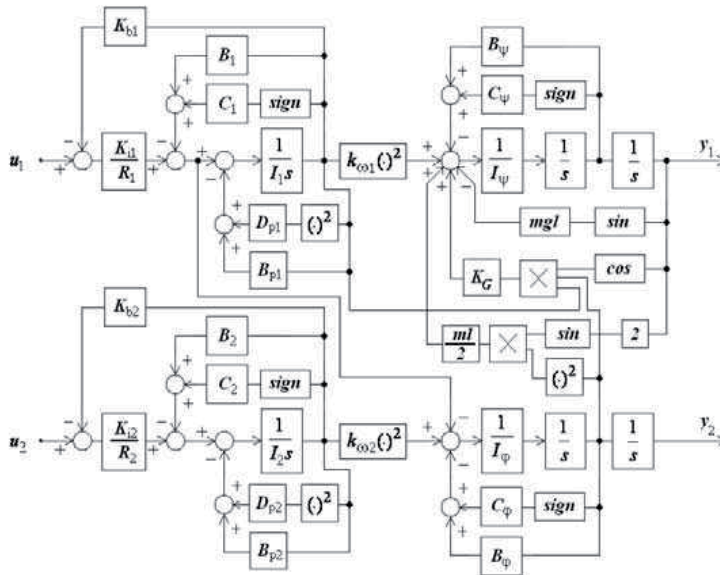 K_b1
B_1
B_ψ
C_1 sign
C_ψ sign
u_1 K_i1/R_1 1/I_1s k_ω1(·)² 1/I_ψ 1/s 1/s y_1
D_p1 (·)² mgl sin
B_p1 K_G × cos
K_b2
B_2 ml/2 × sin 2
C_2 sign (·)²
u_2 K_i2/R_2 1/I_2s k_ω2(·)² 1/I_φ 1/s 1/s y_2
D_p2 (·)² C_φ sign
B_p2 B_φ